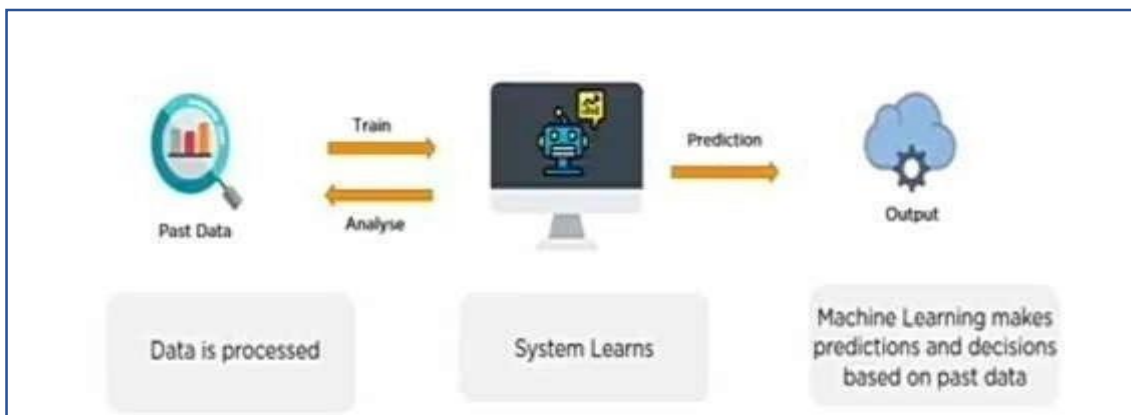 Train
Prediction
Past Data
Analyse
Output
Data is processed
System Learns
Machine Learning makes
predictions and decisions
based on past data